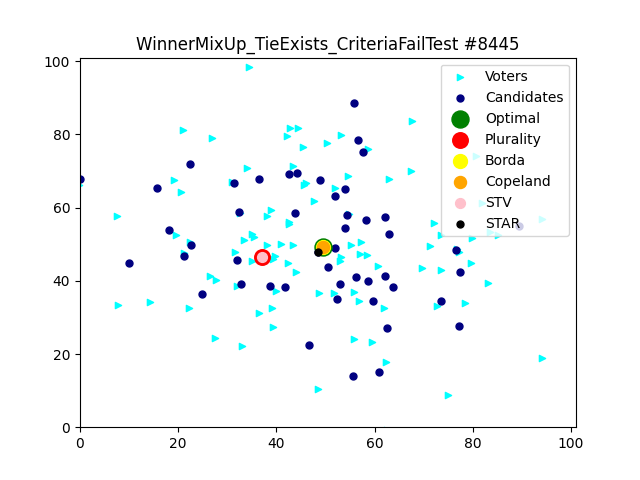 WinnerMixUp_TieExists_CriteriaFailTest #8445
Voters
Candidates
Optimal
Plurality
Borda
Copeland
STV
STAR
100
80
60
40
20
0
0 20 40 60 80 100